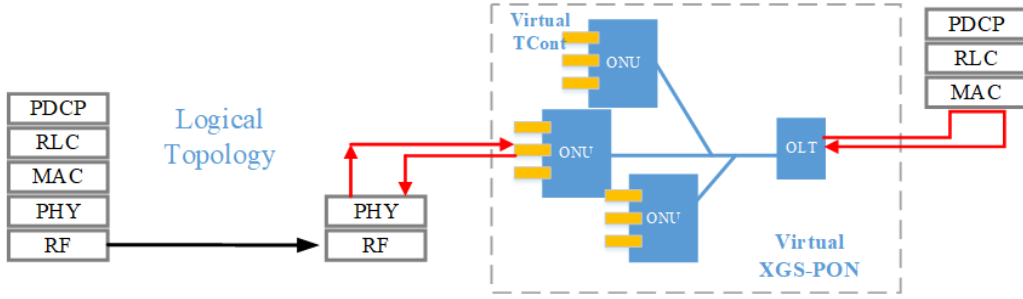 PDCP
RLC
MAC
PHY
RF
Logical
Topology
PHY
RF
Virtual
TCont
ONU
ONU
ONU
OLT
Virtual
XGS-PON
PDCP
RLC
MAC